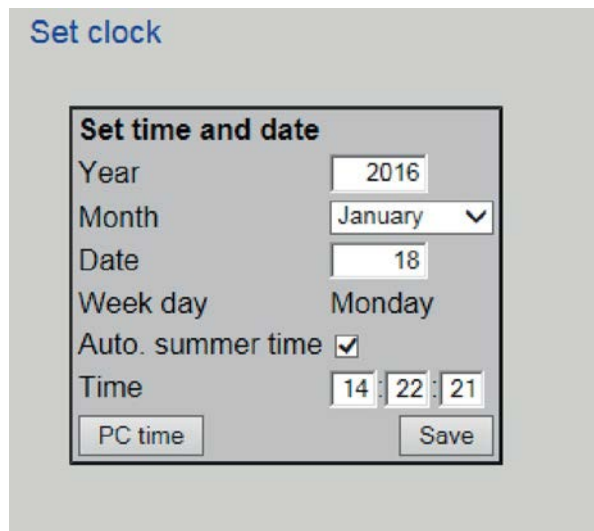 Set clock
Set time and date
Year 2016
Month January
Date 18
Week day Monday
Auto. summer time
Time 14 : 22 : 21
PC time Save